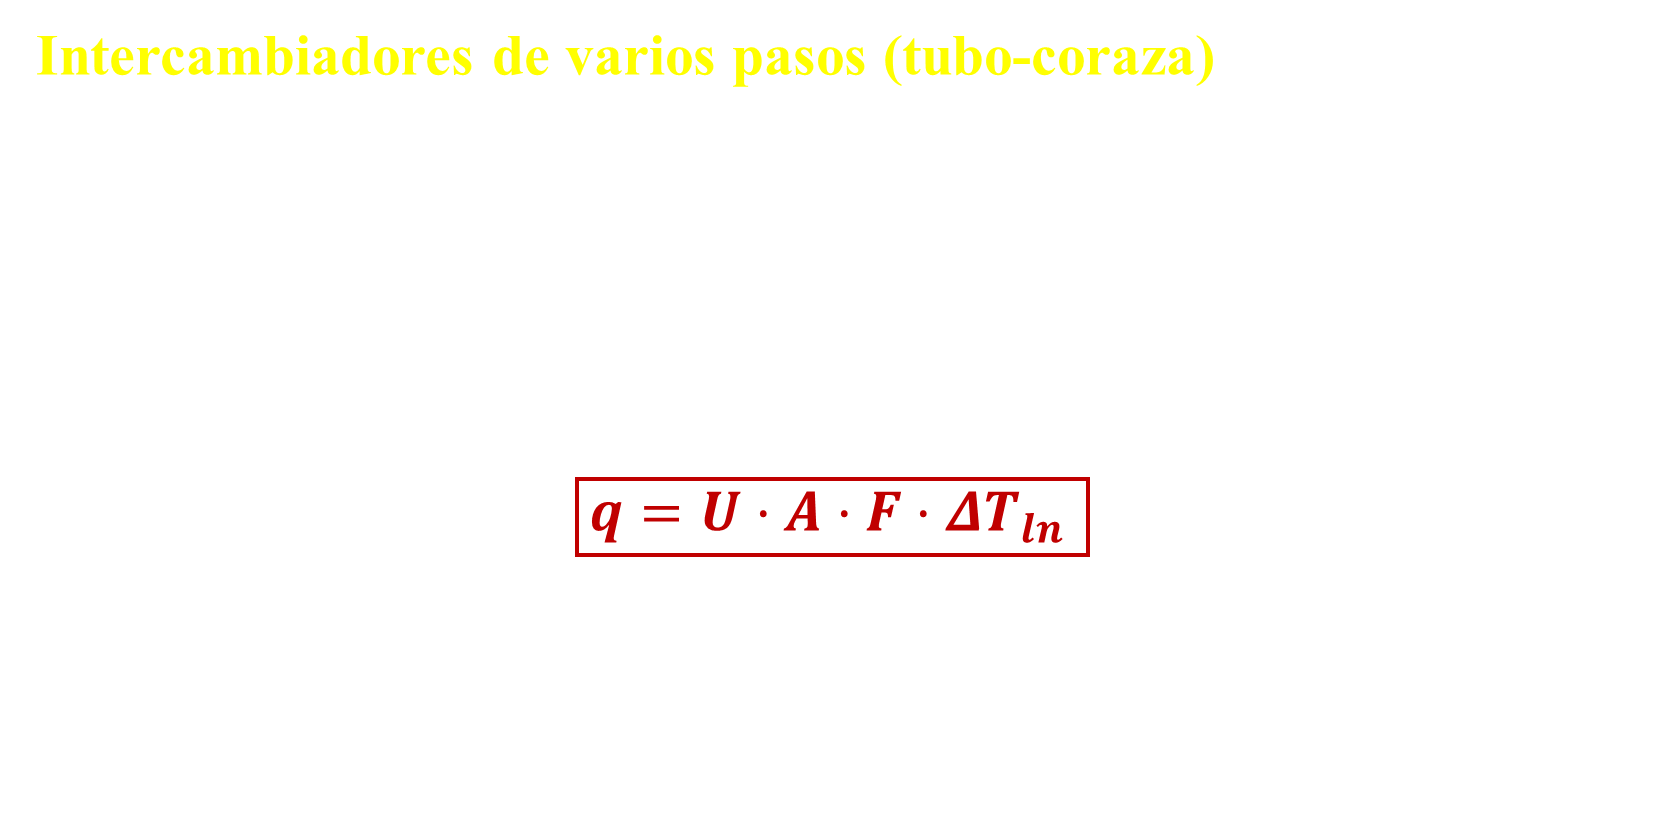 Intercambiadores de varios pasos (tubo-coraza)
q = U · A · F · ΔT_ln